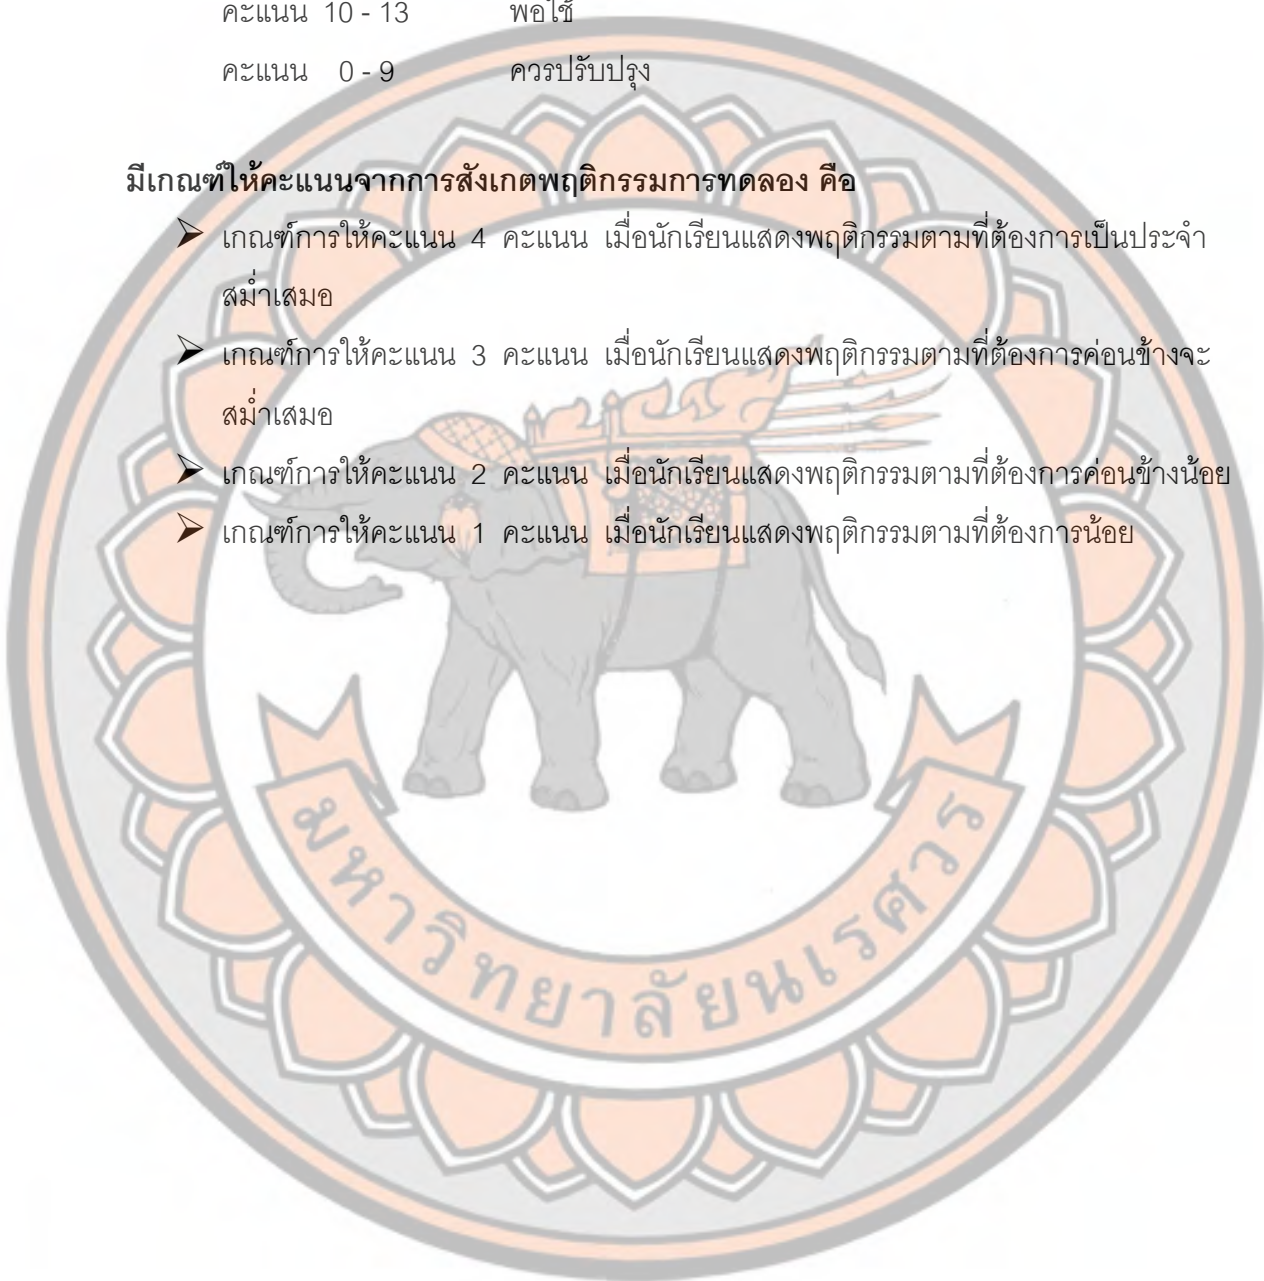 คะแนน 10 - 13 พอใช้
คะแนน 0 - 9 ควรปรับปรุง
มีเกณฑ์ให้คะแนนจากการสังเกตพฤติกรรมการทดลอง คือ
➢ เกณฑ์การให้คะแนน 4 คะแนน เมื่อนักเรียนแสดงพฤติกรรมตามที่ต้องการเป็นประจำ
สม่ำเสมอ
➢ เกณฑ์การให้คะแนน 3 คะแนน เมื่อนักเรียนแสดงพฤติกรรมตามที่ต้องการค่อนข้างจะ
สม่ำเสมอ
➢ เกณฑ์การให้คะแนน 2 คะแนน เมื่อนักเรียนแสดงพฤติกรรมตามที่ต้องการค่อนข้างน้อย
➢ เกณฑ์การให้คะแนน 1 คะแนน เมื่อนักเรียนแสดงพฤติกรรมตามที่ต้องการน้อย
มหาวิทยาลัยนเรศวร